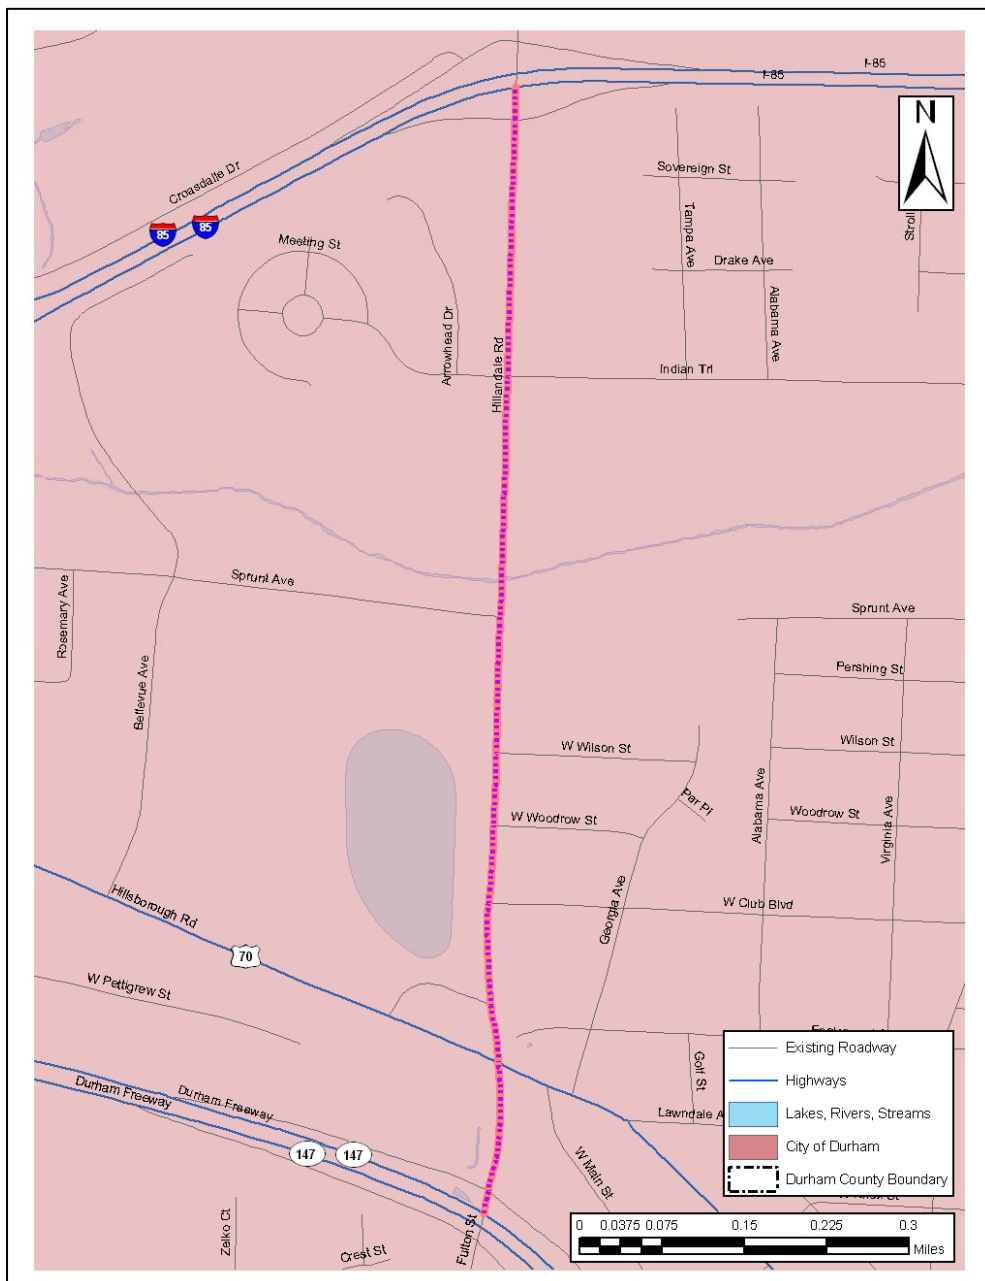 I-85
I-85
N
Croasdaile Dr
Sovereign St
85
85
Tampa Ave
Meeting St
Drake Ave
Alabama Ave
Arrowhead Dr
Hillandale Rd
Indian Trl
Sprunt Ave
Rosemary Ave
Sprunt Ave
Bellevue Ave
Pershing St
W Wilson St
Wilson St
Par Pl
Alabama Ave
Woodrow St
W Woodrow St
Virginia Ave
Hillsborough Rd
Georgia Ave
W Club Blvd
70
W Pettigrew St
Golf St
Durham Freeway
Durham Freeway
Lawndale A
147
147
W Main St
Zelko Ct
Crest St
Fulton St
Existing Roadway
Highways
Lakes, Rivers, Streams
City of Durham
Durham County Boundary
0 0.0375 0.075 0.15 0.225 0.3
Miles